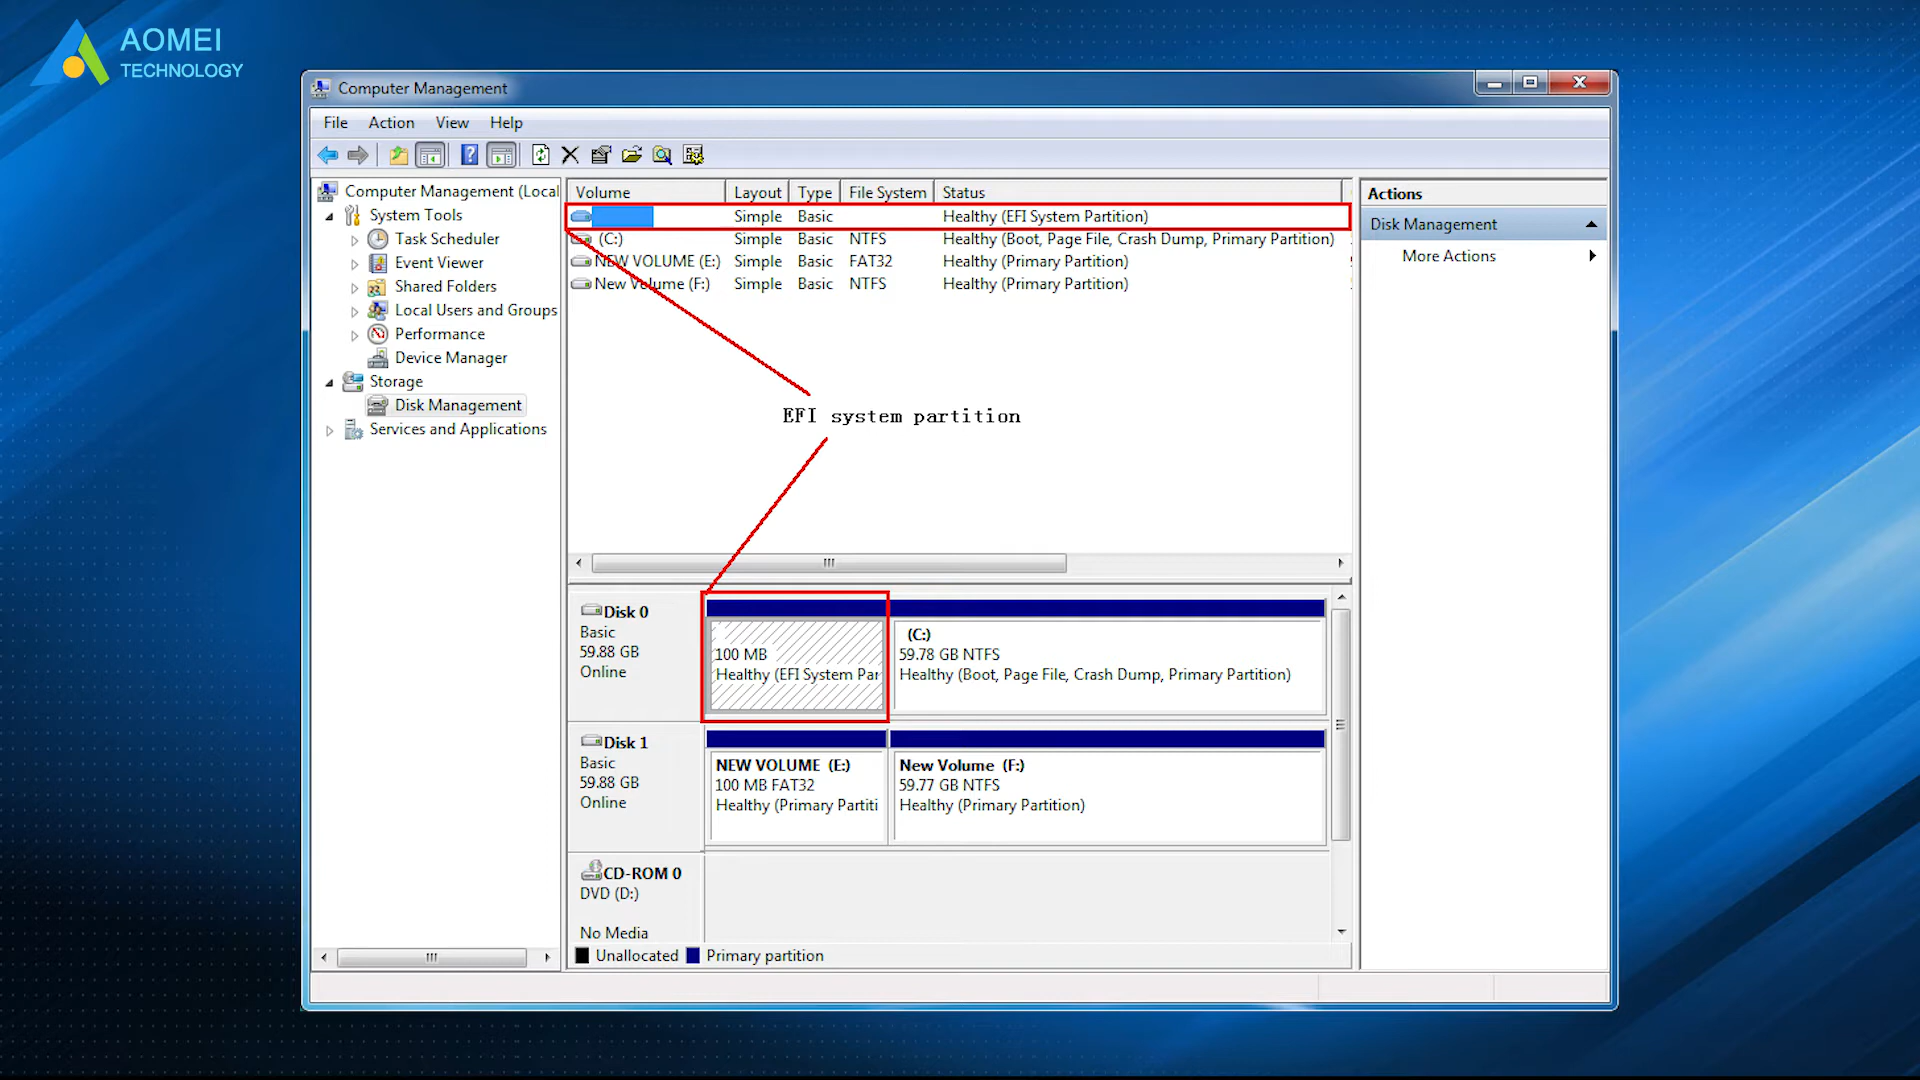 AOMEI
TECHNOLOGY
Computer Management
File Action View Help
Computer Management (Local
System Tools
Task Scheduler
Event Viewer
Shared Folders
Local Users and Groups
Performance
Device Manager
Storage
Disk Management
Services and Applications
Volume Layout Type File System Status
Simple Basic Healthy (EFI System Partition)
(C:) Simple Basic NTFS Healthy (Boot, Page File, Crash Dump, Primary Partition)
NEW VOLUME (E:) Simple Basic FAT32 Healthy (Primary Partition)
New Volume (F:) Simple Basic NTFS Healthy (Primary Partition)
EFI system partition
Disk 0
Basic
59.88 GB
Online
100 MB
Healthy (EFI System Par
(C:)
59.78 GB NTFS
Healthy (Boot, Page File, Crash Dump, Primary Partition)
Disk 1
Basic
59.88 GB
Online
NEW VOLUME (E:)
100 MB FAT32
Healthy (Primary Partiti
New Volume (F:)
59.77 GB NTFS
Healthy (Primary Partition)
CD-ROM 0
DVD (D:)
No Media
Unallocated Primary partition
Actions
Disk Management
More Actions